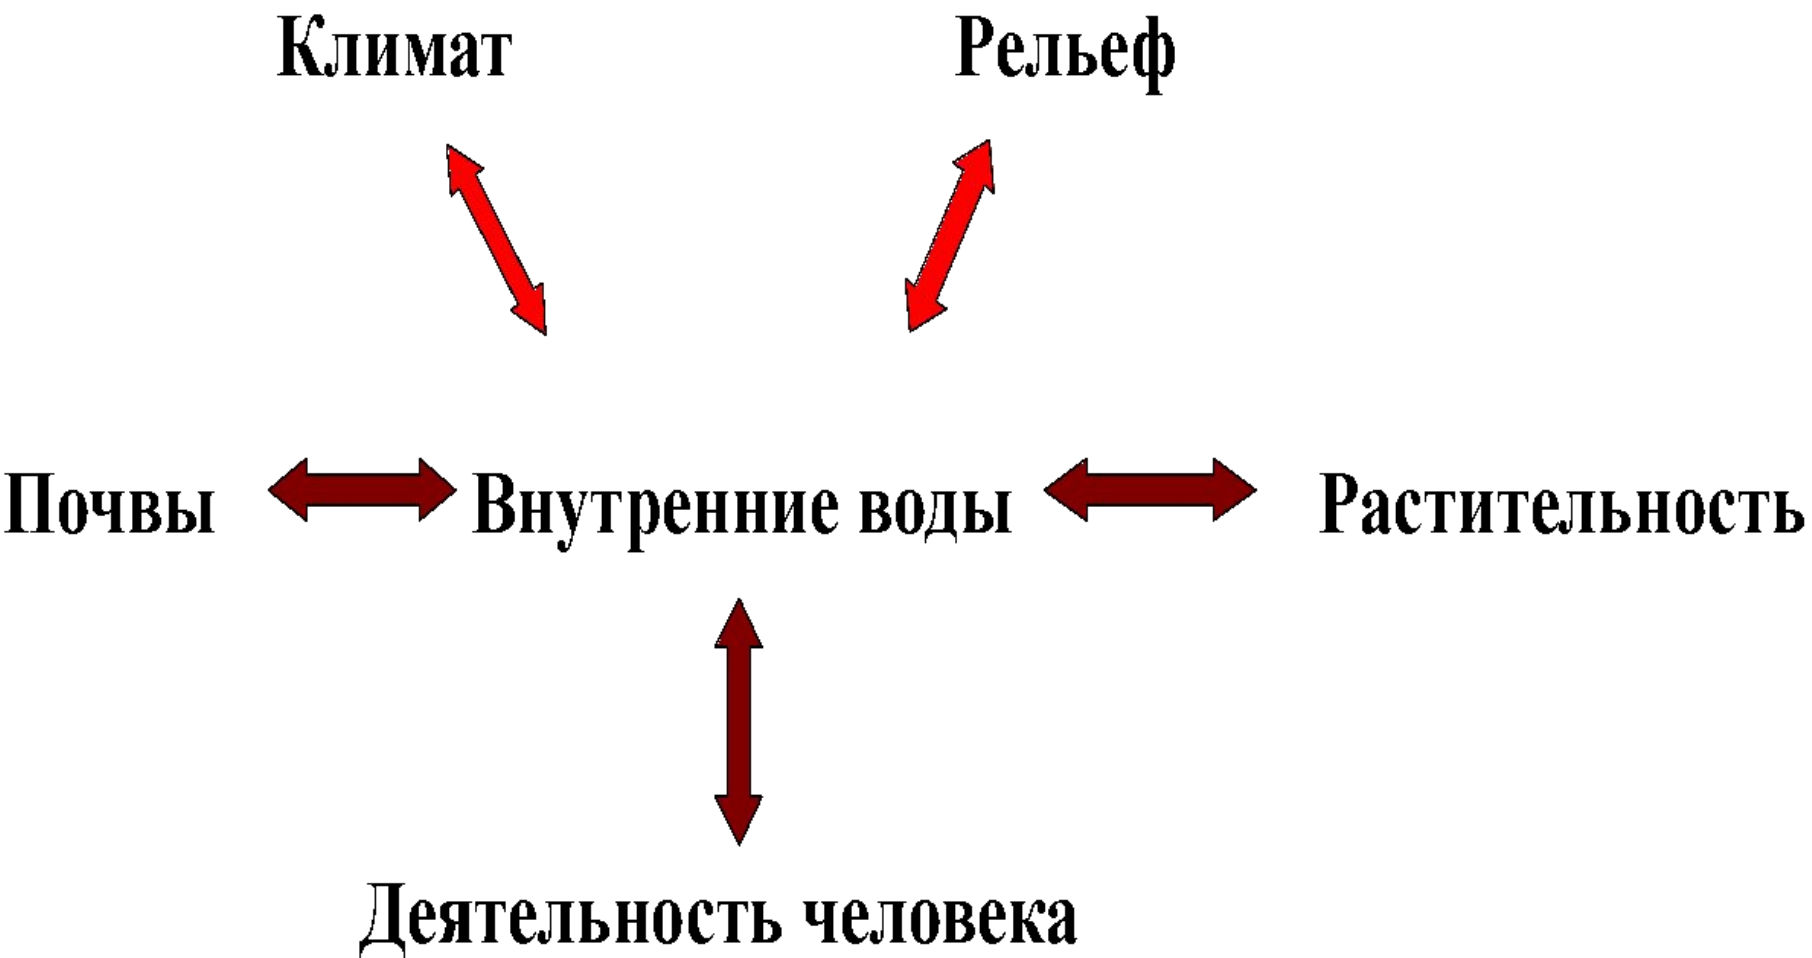 Климат
Рельеф
Почвы
Внутренние воды
Растительность
Деятельность человека